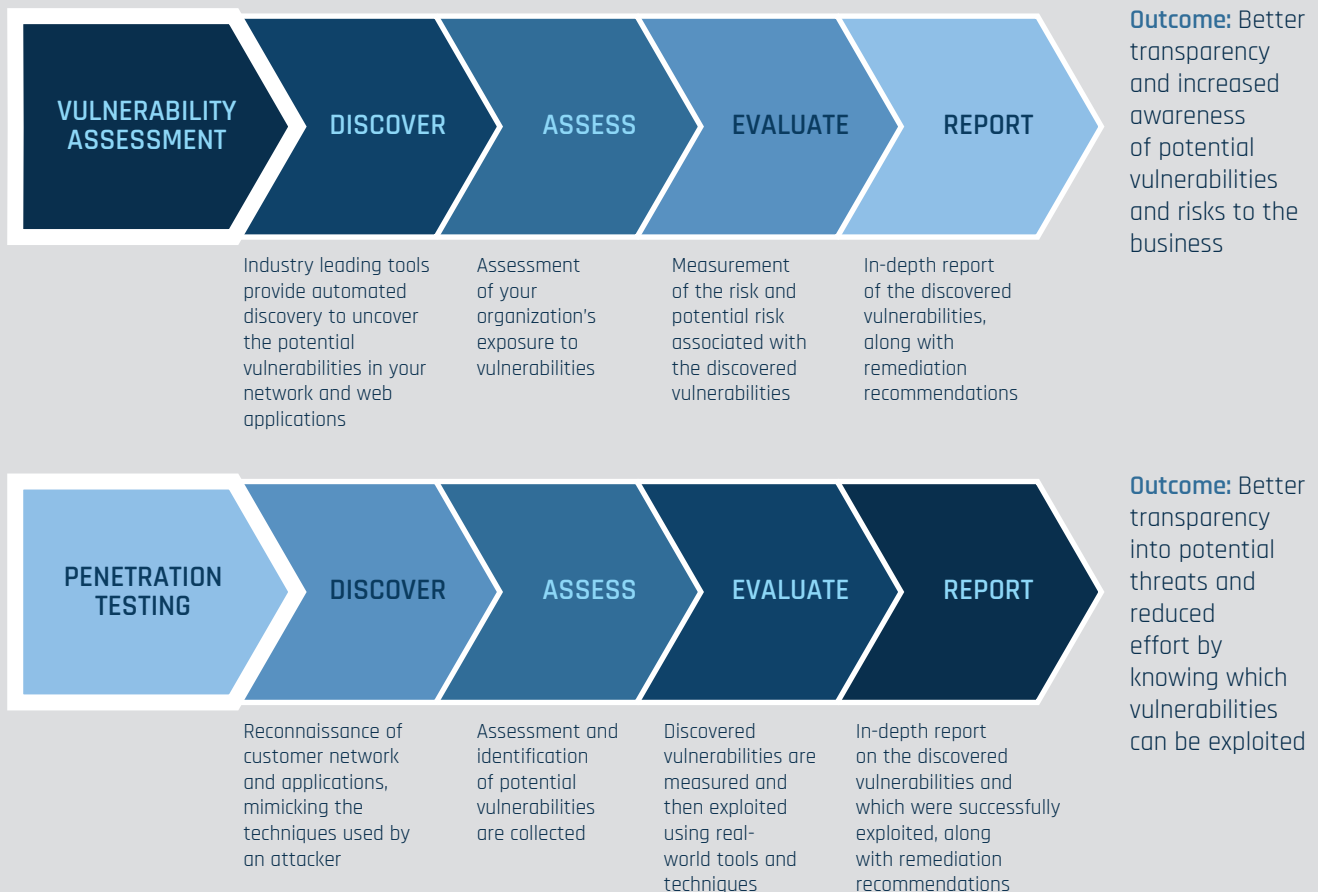 VULNERABILITY
ASSESSMENT
DISCOVER
ASSESS
EVALUATE
REPORT
Outcome: Better
transparency
and increased
awareness
of potential
vulnerabilities
and risks to the
business
Industry leading tools
provide automated
discovery to uncover
the potential
vulnerabilities in your
network and web
applications
Assessment
of your
organization's
exposure to
vulnerabilities
Measurement
of the risk and
potential risk
associated with
the discovered
vulnerabilities
In-depth report
of the discovered
vulnerabilities,
along with
remediation
recommendations
PENETRATION
TESTING
DISCOVER
ASSESS
EVALUATE
REPORT
Outcome: Better
transparency
into potential
threats and
reduced
effort by
knowing which
vulnerabilities
can be exploited
Reconnaissance of
customer network
and applications,
mimicking the
techniques used by
an attacker
Assessment and
identification
of potential
vulnerabilities
are collected
Discovered
vulnerabilities are
measured and
then exploited
using real-
world tools and
techniques
In-depth report
on the discovered
vulnerabilities and
which were successfully
exploited, along
with remediation
recommendations